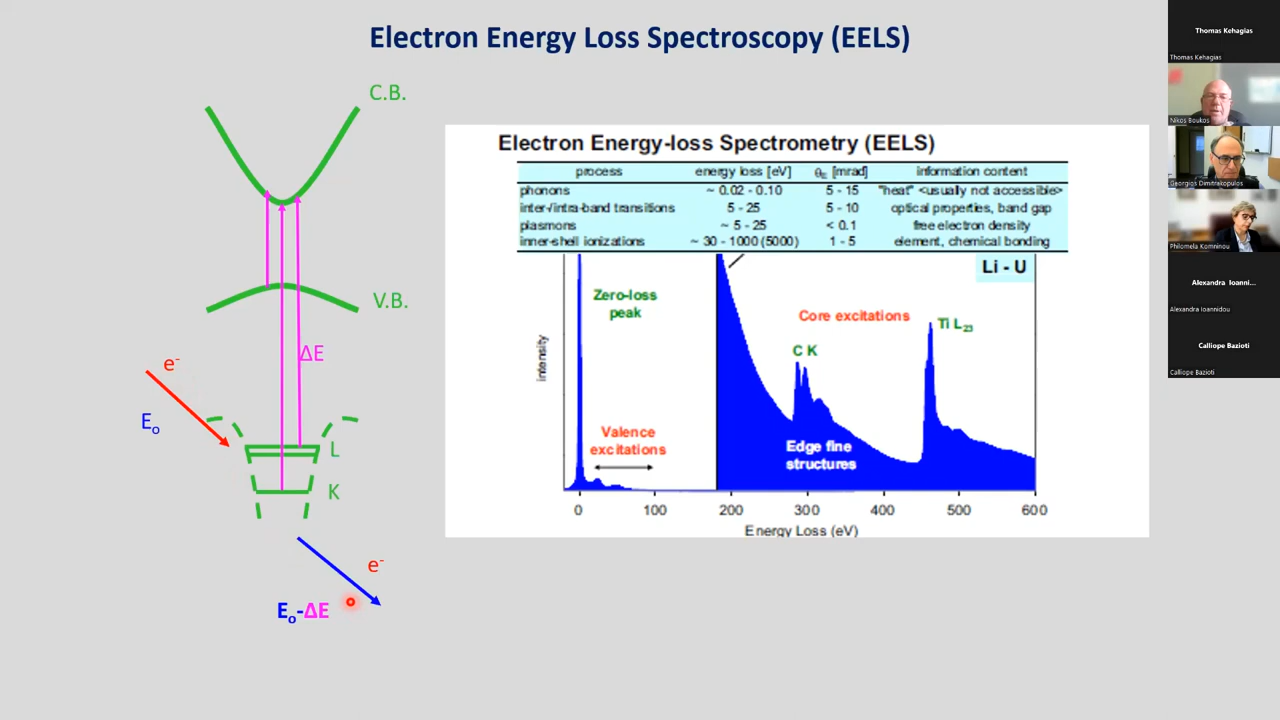 Electron Energy Loss Spectroscopy (EELS)
C.B.
V.B.
ΔE
e-
Eo
L
K
e-
Eo-ΔE
Electron Energy-loss Spectrometry (EELS)
process energy loss [eV] θE [mrad] information content
phonons ~ 0.02 - 0.10 5 - 15 "heat" <usually not accessible>
inter-/intra-band transitions 5 - 25 5 - 10 optical properties, band gap
plasmons ~ 5 - 25 < 0.1 free electron density
inner-shell ionizations ~ 30 - 1000 (5000) 1 - 5 element, chemical bonding
Li - U
Zero-loss
peak
Core excitations
Ti L23
C K
intensity
Valence
excitations
Edge fine
structures
0 100 200 300 400 500 600
Energy Loss (eV)
Thomas Kehagias
Thomas Kehagias
Nikos Boukos
Georgios Dimitrakopulos
Philomela Komninou
Alexandra Ioanni...
Alexandra Ioannidou
Calliope Bazioti
Calliope Bazioti